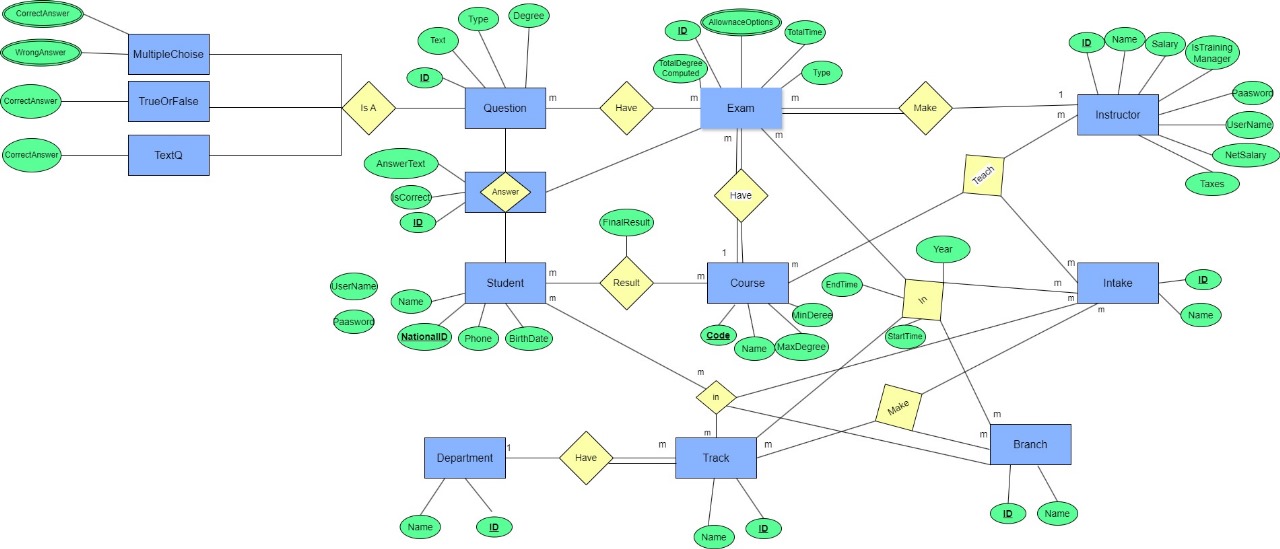 CorrectAnswer
WrongAnswer
CorrectAnswer
CorrectAnswer
MultipleChoise
TrueOrFalse
TextQ
Is A
Text
Type
Degree
ID
Question
m
Have
m
ID
AllownaceOptions
TotalTime
TotalDegree
Computed
Type
Exam
m
Make
1
ID
Name
Salary
IsTraining
Manager
Paasword
UserName
NetSalary
Taxes
Instructor
m
m
m
AnswerText
IsCorrect
ID
Answer
Have
Teach
FinalResult
1
m
m
Year
UserName
Paasword
Name
NationalID
Phone
BirthDate
Student
m
m
Result
m
Course
Code
Name
MaxDegree
MinDeree
EndTime
StartTime
In
m
m
m
Intake
ID
Name
m
in
m
Make
m
m
Department
1
Have
m
Track
m
Branch
Name
ID
Name
ID
ID
Name